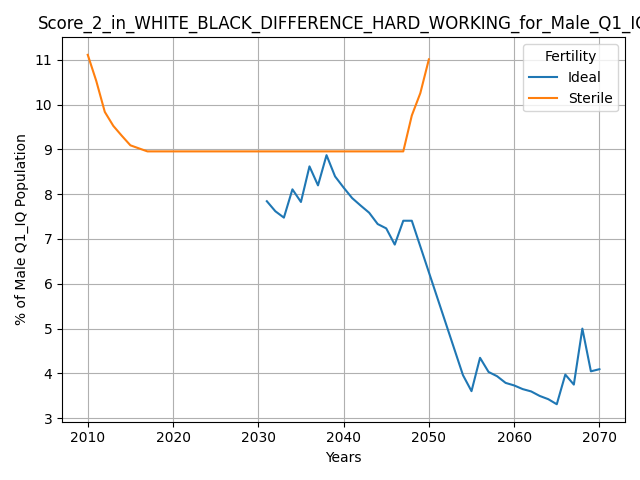 Score_2_in_WHITE_BLACK_DIFFERENCE_HARD_WORKING_for_Male_Q1_IQ
Fertility
Ideal
Sterile
11
10
9
8
7
6
5
4
3
% of Male Q1_IQ Population
2010 2020 2030 2040 2050 2060 2070
Years